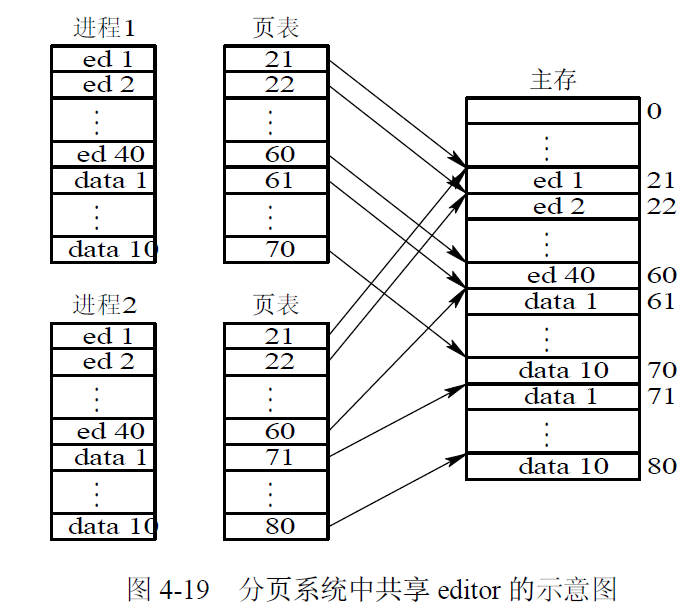 进程1
ed 1
ed 2
⋮
ed 40
data 1
⋮
data 10
页表
21
22
⋮
60
61
⋮
70
进程2
ed 1
ed 2
⋮
ed 40
data 1
⋮
data 10
页表
21
22
⋮
60
71
⋮
80
主存
0
⋮
ed 1 21
ed 2 22
⋮
ed 40 60
data 1 61
⋮
data 10 70
data 1 71
⋮
data 10 80
图 4-19 分页系统中共享 editor 的示意图